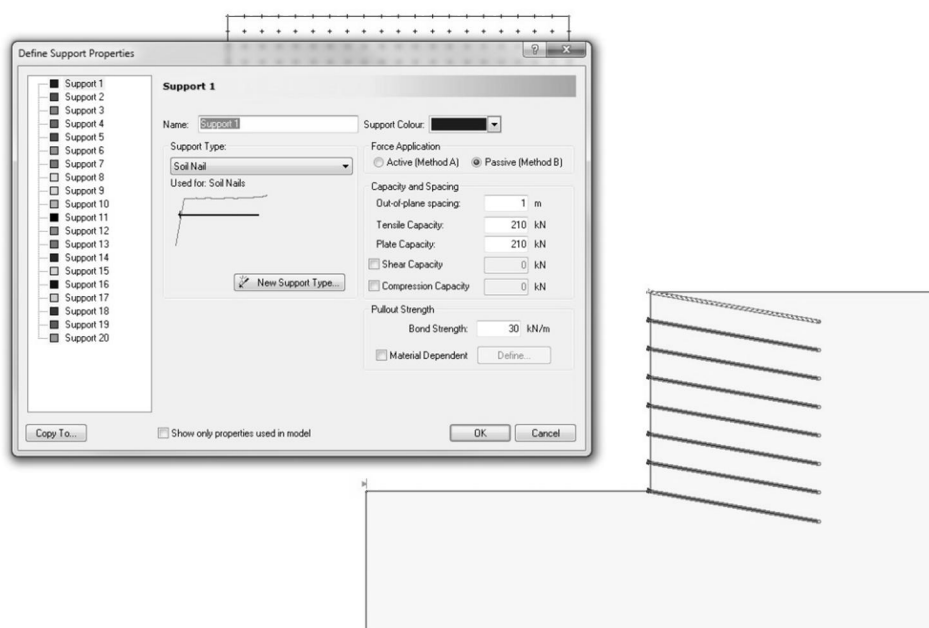 Define Support Properties
Support 1
Support 2
Support 3
Support 4
Support 5
Support 6
Support 7
Support 8
Support 9
Support 10
Support 11
Support 12
Support 13
Support 14
Support 15
Support 16
Support 17
Support 18
Support 19
Support 20
Copy To...
Support 1
Name: Support 1
Support Colour:
Support Type:
Soil Nail
Used for: Soil Nails
New Support Type...
Force Application
Active (Method A) Passive (Method B)
Capacity and Spacing
Out-of-plane spacing: 1 m
Tensile Capacity: 210 kN
Plate Capacity: 210 kN
Shear Capacity 0 kN
Compression Capacity 0 kN
Pullout Strength
Bond Strength: 30 kN/m
Material Dependent Define...
Show only properties used in model
OK Cancel